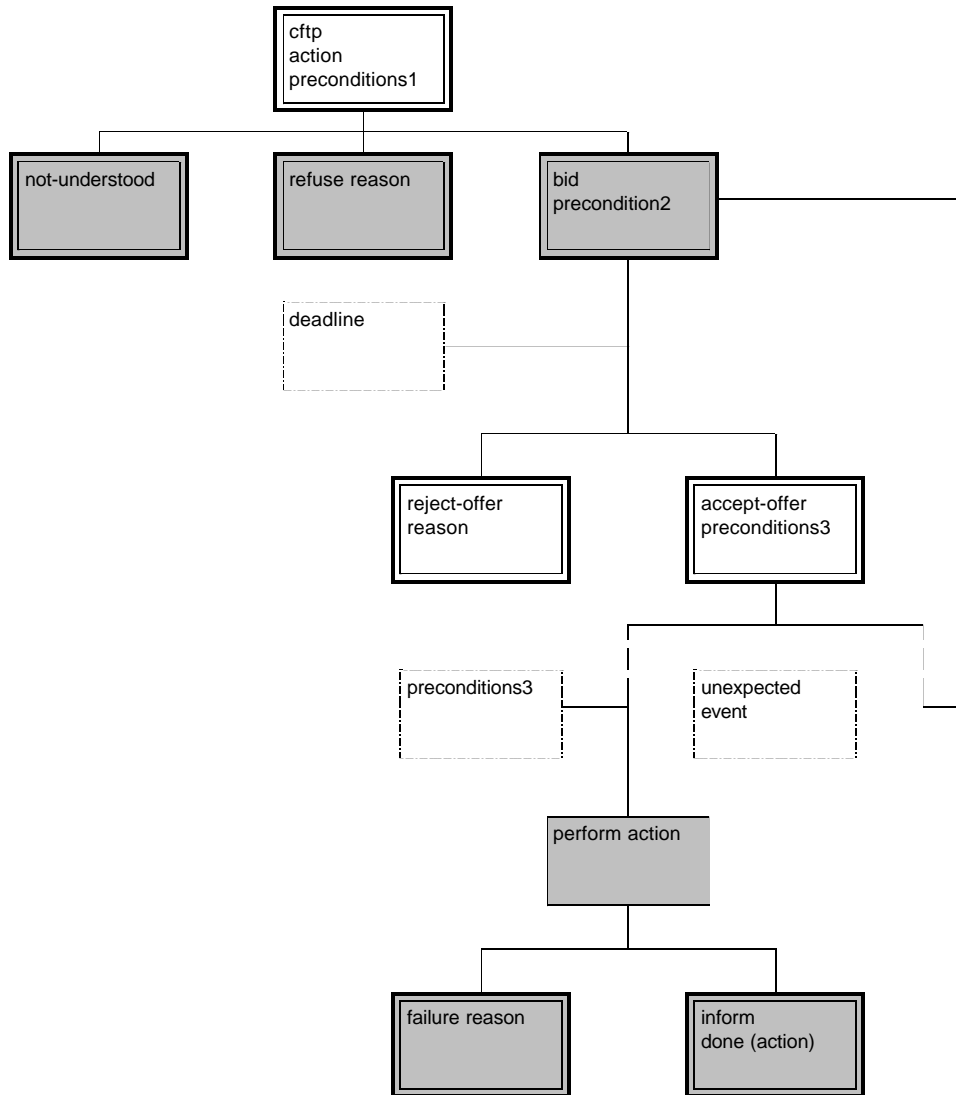 cftp
action
preconditions1
not-understood
refuse reason
bid
precondition2
deadline
reject-offer
reason
accept-offer
preconditions3
preconditions3
unexpected
event
perform action
failure reason
inform
done (action)